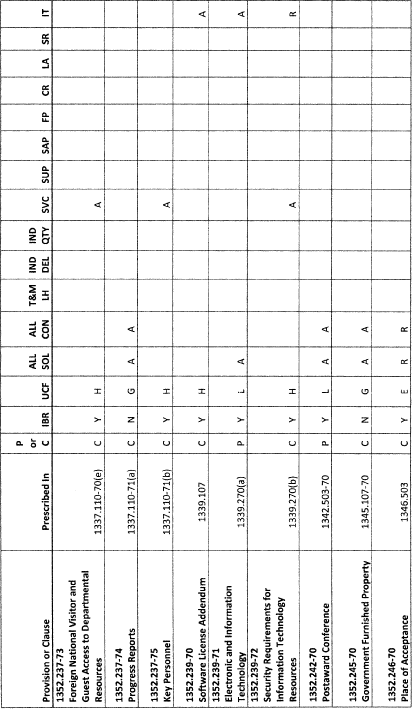 Provision or Clause Prescribed In P or C IBR UCF ALL SOL ALL CON T&M LH IND DEL IND QTY SVC SUP SAP FP CR LA SR IT
1352.237-73
Foreign National Visitor and
Guest Access to Departmental
Resources 1337.110-70(e) C Y H A
1352.237-74
Progress Reports 1337.110-71(a) C N G A A
1352.237-75
Key Personnel 1337.110-71(b) C Y H A
1352.239-70
Software License Addendum 1339.107 C Y H A
1352.239-71
Electronic and Information
Technology 1339.270(a) P Y L A A
1352.239-72
Security Requirements for
Information Technology
Resources 1339.270(b) C Y H A R
1352.242-70
Postaward Conference 1342.503-70 P Y L A A
1352.245-70
Government Furnished Property 1345.107-70 C N G A A
1352.246-70
Place of Acceptance 1346.503 C Y E R R